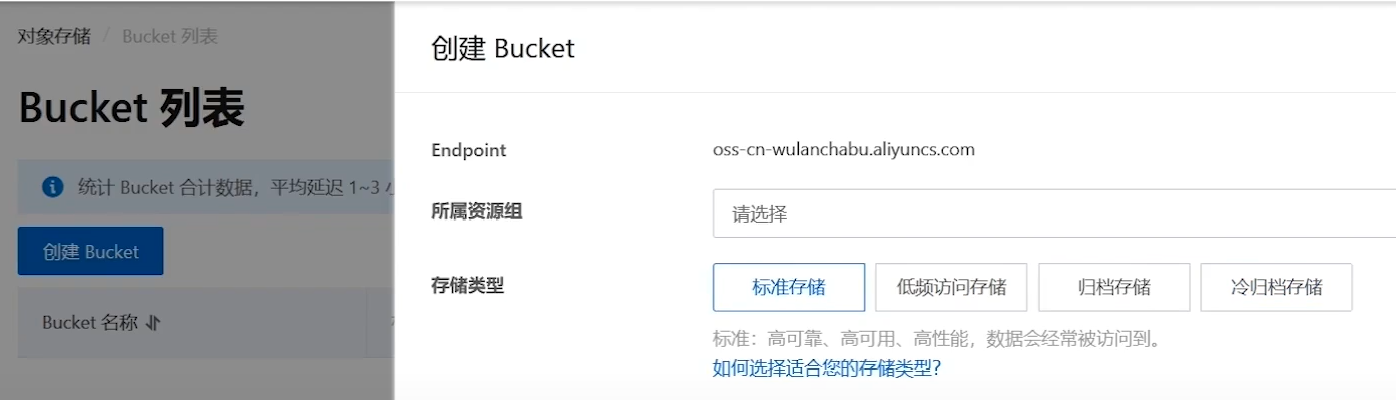 对象存储 / Bucket 列表
Bucket 列表
统计 Bucket 合计数据，平均延迟 1~3
创建 Bucket
Bucket 名称
创建 Bucket
Endpoint
oss-cn-wulanchabu.aliyuncs.com
所属资源组
请选择
存储类型
标准存储 低频访问存储 归档存储 冷归档存储
标准：高可靠、高可用、高性能，数据会经常被访问到。
如何选择适合您的存储类型？